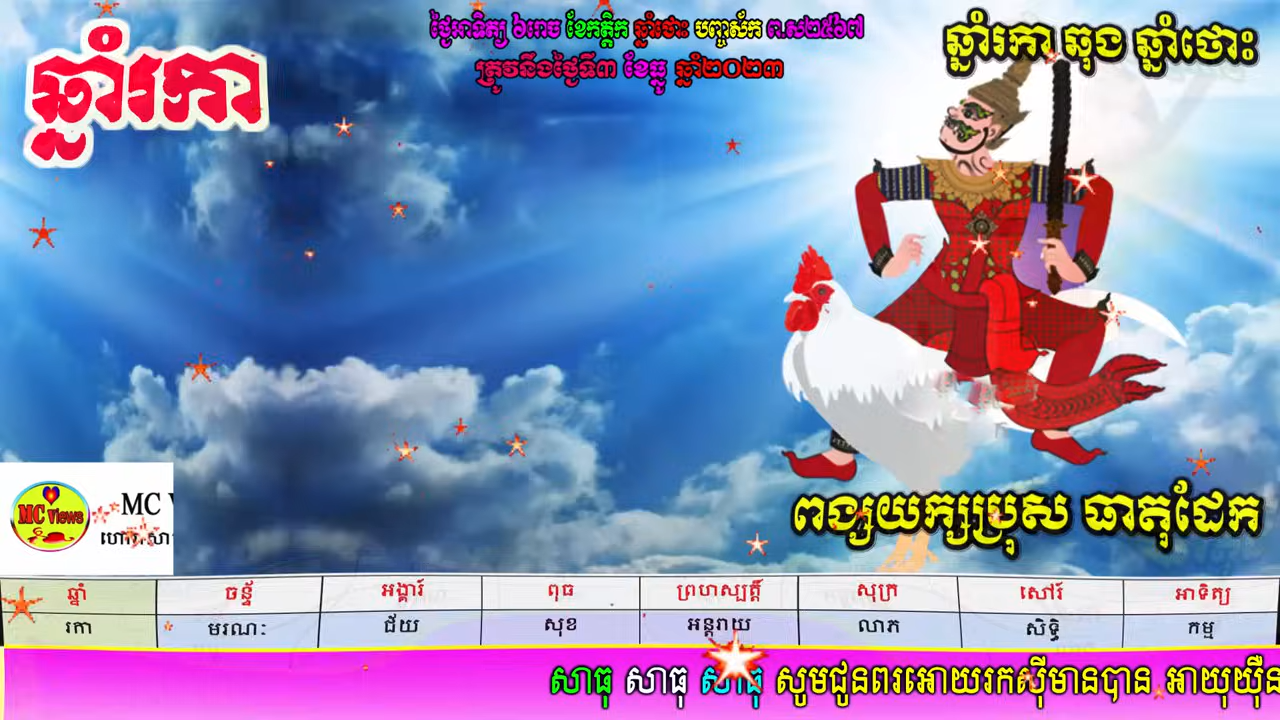 ថ្ងៃអាទិត្យ ៦រោច ខែកត្តិក ឆ្នាំថោះ បញ្ចស័ក ព.ស២៥៦៧
ត្រូវនឹងថ្ងៃទី៣ ខែធ្នូ ឆ្នាំ២០២៣
ឆ្នាំរកា
ឆ្នាំរកា ឆុង ឆ្នាំថោះ
MC Views
MC
ពង្សយក្សប្រុស ធាតុដែក
ឆ្នាំ ចន្ទ័ អង្គារ៍ ពុធ ព្រហស្បត្តិ៍ សុក្រ សៅរ៍ អាទិត្យ
រកា មរណៈ ជ័យ សុខ អន្តរាយ លាភ សិទ្ធិ កម្ម
សាធុ សាធុ សាធុ សូមជូនពរអោយរកស៊ីមានបាន អាយុយឺន